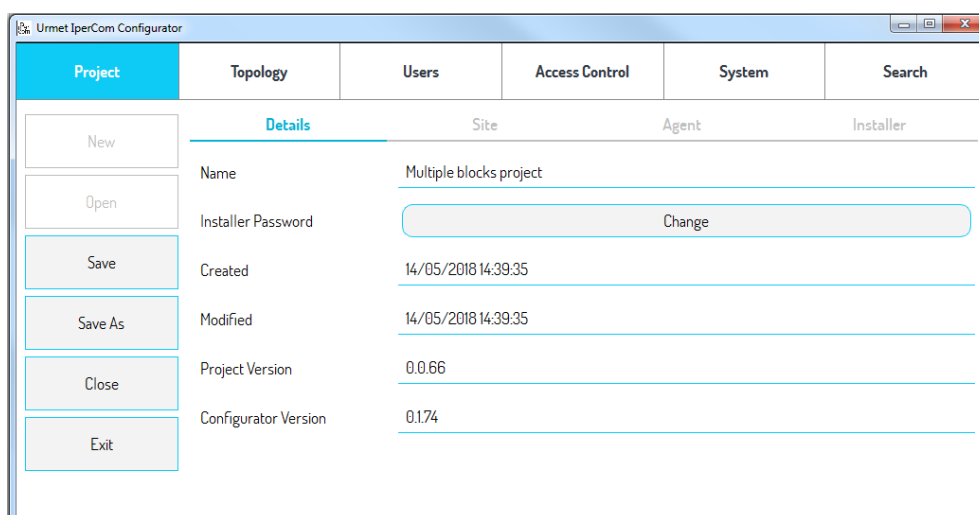 Urmet IperCom Configurator
Project Topology Users Access Control System Search
New
Open
Save
Save As
Close
Exit
Details Site Agent Installer
Name Multiple blocks project
Installer Password Change
Created 14/05/2018 14:39:35
Modified 14/05/2018 14:39:35
Project Version 0.0.66
Configurator Version 0.1.74